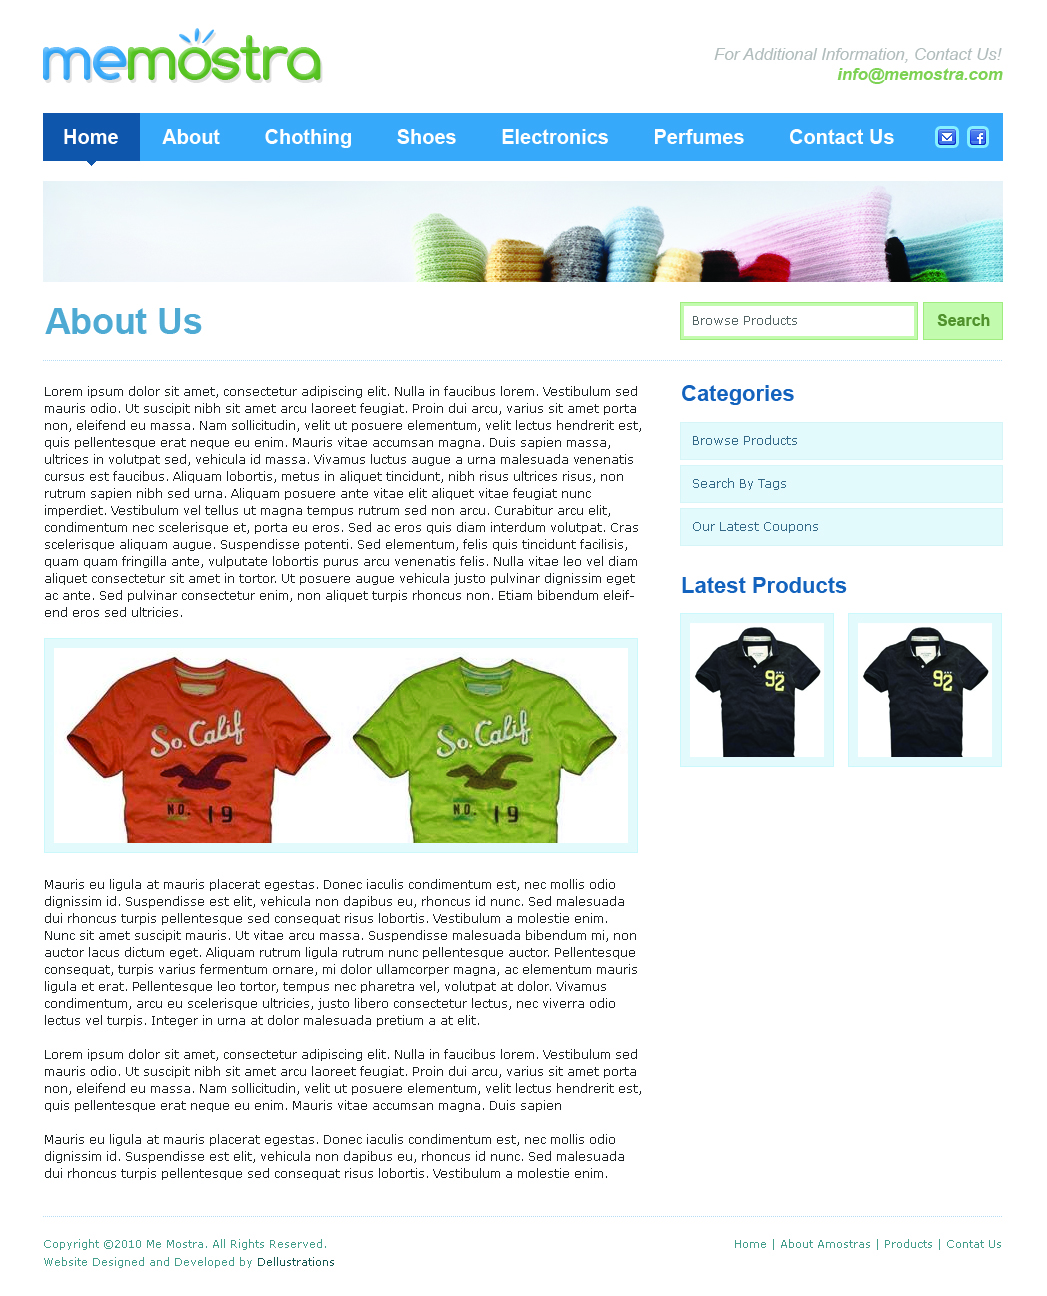 memostra
For Additional Information, Contact Us!
info@memostra.com
Home About Chothing Shoes Electronics Perfumes Contact Us
About Us
Browse Products Search
Lorem ipsum dolor sit amet, consectetur adipiscing elit. Nulla in faucibus lorem. Vestibulum sed
mauris odio. Ut suscipit nibh sit amet arcu laoreet feugiat. Proin dui arcu, varius sit amet porta
non, eleifend eu massa. Nam sollicitudin, velit ut posuere elementum, velit lectus hendrerit est,
quis pellentesque erat neque eu enim. Mauris vitae accumsan magna. Duis sapien massa,
ultrices in volutpat sed, vehicula id massa. Vivamus luctus augue a urna malesuada venenatis
cursus est faucibus. Aliquam lobortis, metus in aliquet tincidunt, nibh risus ultrices risus, non
rutrum sapien nibh sed urna. Aliquam posuere ante vitae elit aliquet vitae feugiat nunc
imperdiet. Vestibulum vel tellus ut magna tempus rutrum sed non arcu. Curabitur arcu elit,
condimentum nec scelerisque et, porta eu eros. Sed ac eros quis diam interdum volutpat. Cras
scelerisque aliquam augue. Suspendisse potenti. Sed elementum, felis quis tincidunt facilisis,
quam quam fringilla ante, vulputate lobortis purus arcu venenatis felis. Nulla vitae leo vel diam
aliquet consectetur sit amet in tortor. Ut posuere augue vehicula justo pulvinar dignissim eget
ac ante. Sed pulvinar consectetur enim, non aliquet turpis rhoncus non. Etiam bibendum eleif-
end eros sed ultricies.
So. Calif
NO. 19
So. Calif
NO. 19
Mauris eu ligula at mauris placerat egestas. Donec iaculis condimentum est, nec mollis odio
dignissim id. Suspendisse est elit, vehicula non dapibus eu, rhoncus id nunc. Sed malesuada
dui rhoncus turpis pellentesque sed consequat risus lobortis. Vestibulum a molestie enim.
Nunc sit amet suscipit mauris. Ut vitae arcu massa. Suspendisse malesuada bibendum mi, non
auctor lacus dictum eget. Aliquam rutrum ligula rutrum nunc pellentesque auctor. Pellentesque
consequat, turpis varius fermentum ornare, mi dolor ullamcorper magna, ac elementum mauris
ligula et erat. Pellentesque leo tortor, tempus nec pharetra vel, volutpat at dolor. Vivamus
condimentum, arcu eu scelerisque ultricies, justo libero consectetur lectus, nec viverra odio
lectus vel turpis. Integer in urna at dolor malesuada pretium a at elit.
Lorem ipsum dolor sit amet, consectetur adipiscing elit. Nulla in faucibus lorem. Vestibulum sed
mauris odio. Ut suscipit nibh sit amet arcu laoreet feugiat. Proin dui arcu, varius sit amet porta
non, eleifend eu massa. Nam sollicitudin, velit ut posuere elementum, velit lectus hendrerit est,
quis pellentesque erat neque eu enim. Mauris vitae accumsan magna. Duis sapien
Mauris eu ligula at mauris placerat egestas. Donec iaculis condimentum est, nec mollis odio
dignissim id. Suspendisse est elit, vehicula non dapibus eu, rhoncus id nunc. Sed malesuada
dui rhoncus turpis pellentesque sed consequat risus lobortis. Vestibulum a molestie enim.
Categories
Browse Products
Search By Tags
Our Latest Coupons
Latest Products
92
92
Copyright ©2010 Me Mostra. All Rights Reserved.
Website Designed and Developed by Dellustrations
Home | About Amostras | Products | Contat Us